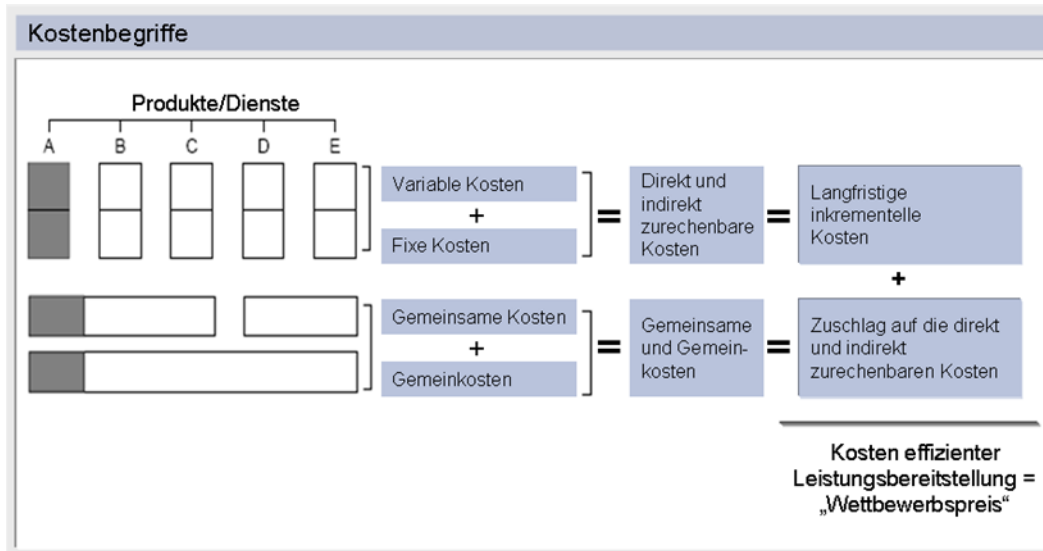 Kostenbegriffe
Produkte/Dienste
A B C D E
Variable Kosten
+
Fixe Kosten
=
Direkt und
indirekt
zurechenbare
Kosten
=
Langfristige
inkrementelle
Kosten
+
Gemeinsame Kosten
+
Gemeinkosten
=
Gemeinsame
und Gemein-
kosten
=
Zuschlag auf die direkt
und indirekt
zurechenbaren Kosten
Kosten effizienter
Leistungsbereitstellung =
„Wettbewerbspreis“